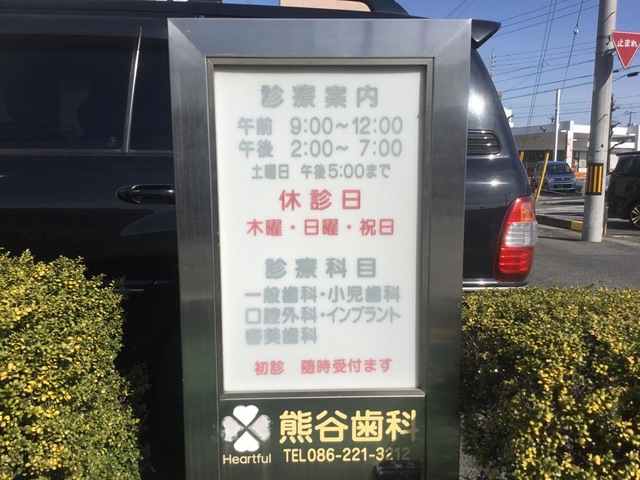 診療案内
午前 9:00～12:00
午後 2:00～7:00
土曜日 午後5:00まで
休診日
木曜・日曜・祝日
診療科目
一般歯科・小児歯科
口腔外科・インプラント
審美歯科
初診 随時受付ます
熊谷歯科
Heartful
TEL086-221-3212
止まれ